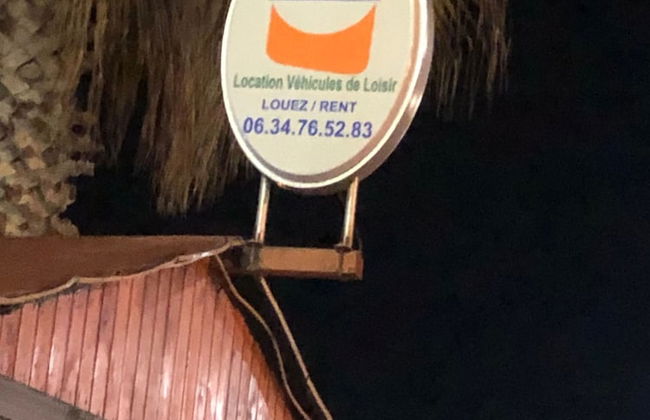 Location Véhicules de Loisir
LOUEZ / RENT
06.34.76.52.83